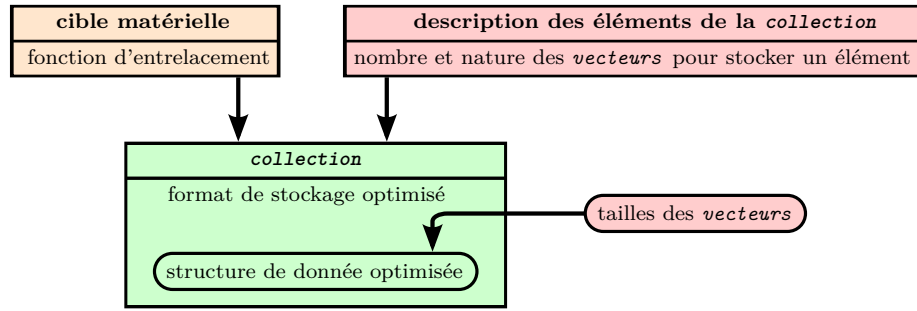 cible matérielle
fonction d'entrelacement
description des éléments de la collection
nombre et nature des vecteurs pour stocker un élément
collection
format de stockage optimisé
tailles des vecteurs
structure de donnée optimisée